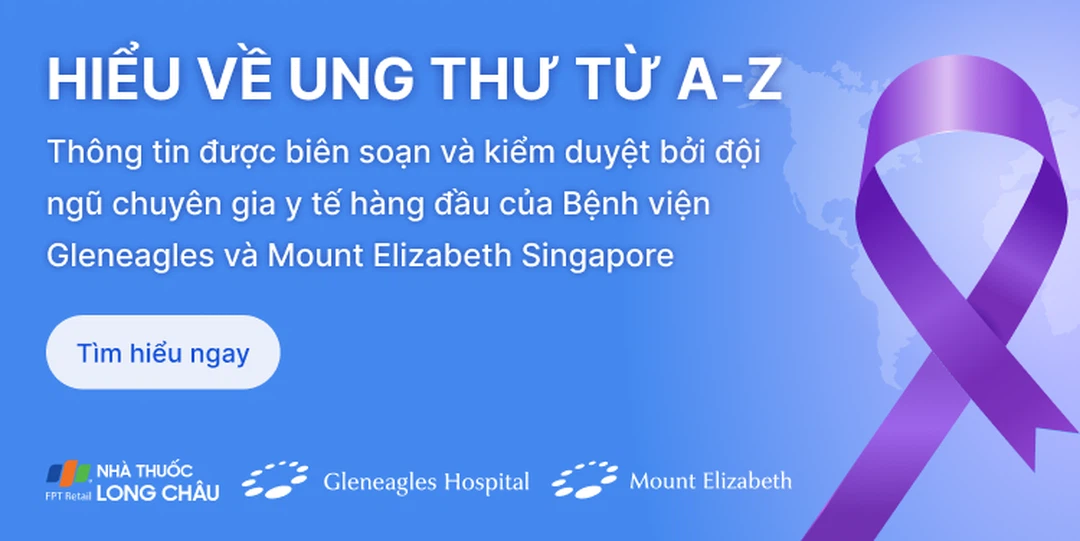 HIỂU VỀ UNG THƯ TỪ A-Z
Thông tin được biên soạn và kiểm duyệt bởi đội
ngũ chuyên gia y tế hàng đầu của Bệnh viện
Gleneagles và Mount Elizabeth Singapore
Tìm hiểu ngay
FPT Retail
NHÀ THUỐC
LONG CHÂU
Gleneagles Hospital
Mount Elizabeth